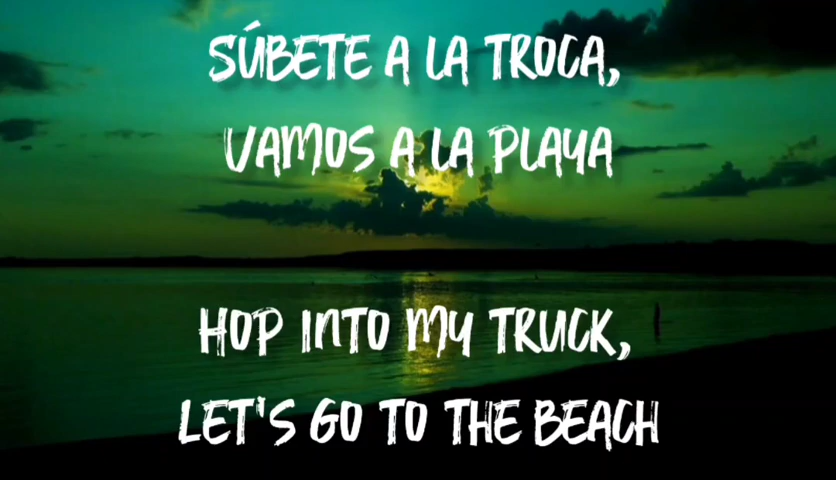 SÚBETE A LA TROCA,
VAMOS A LA PLAYA
HOP INTO MY TRUCK,
LET'S GO TO THE BEACH